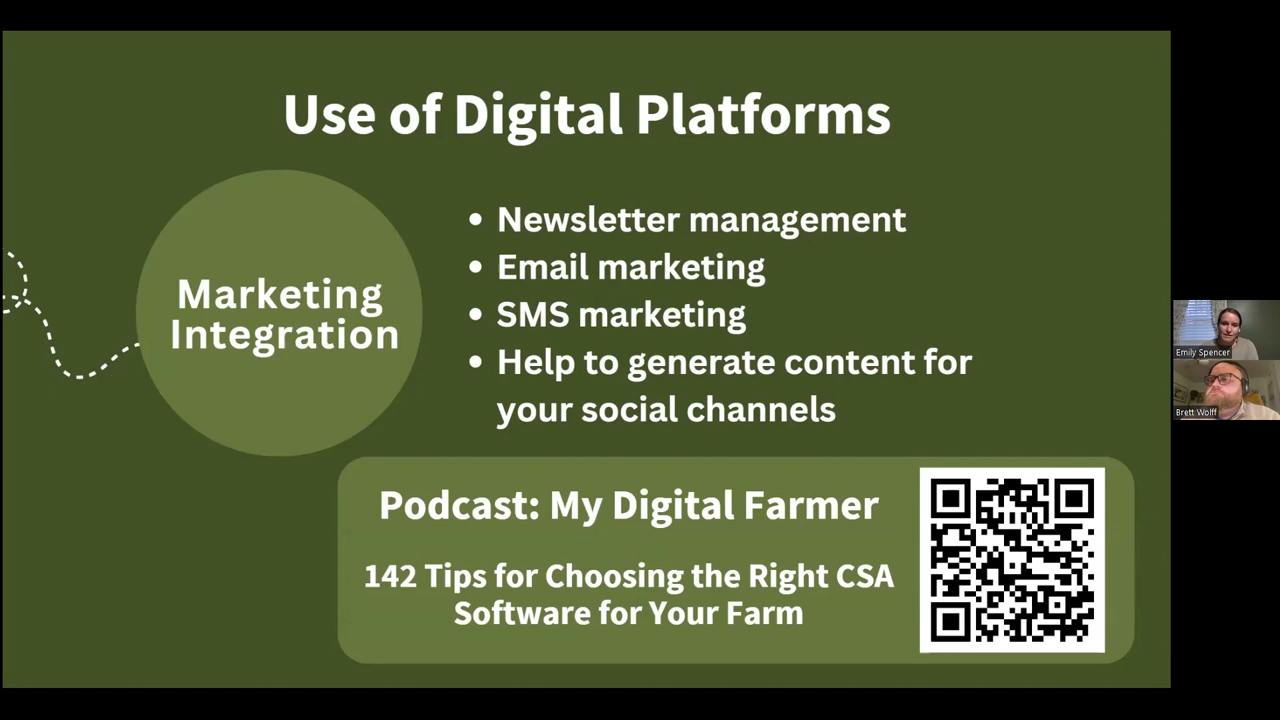 Use of Digital Platforms
Marketing
Integration
• Newsletter management
• Email marketing
• SMS marketing
• Help to generate content for
your social channels
Podcast: My Digital Farmer
142 Tips for Choosing the Right CSA
Software for Your Farm
Emily Spencer
Brett Wolff